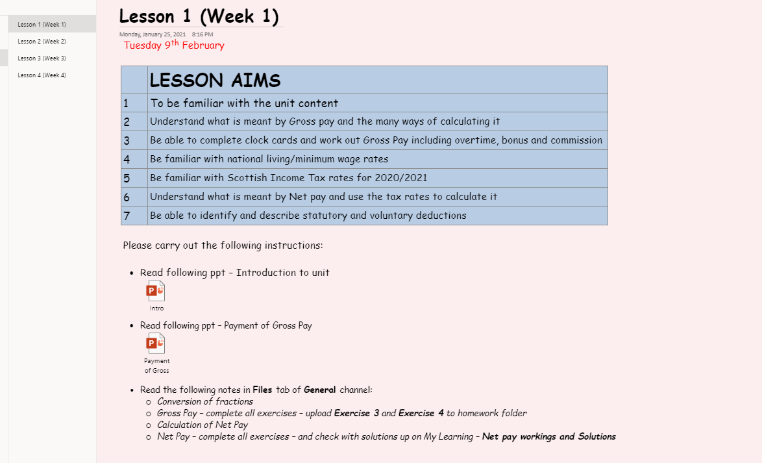 Lesson 1 (Week 1)
Lesson 2 (Week 2)
Lesson 3 (Week 3)
Lesson 4 (Week 4)
Lesson 1 (Week 1)
Monday, January 25, 2021 8:16 PM
Tuesday 9th February
LESSON AIMS
1 To be familiar with the unit content
2 Understand what is meant by Gross pay and the many ways of calculating it
3 Be able to complete clock cards and work out Gross Pay including overtime, bonus and commission
4 Be familiar with national living/minimum wage rates
5 Be familiar with Scottish Income Tax rates for 2020/2021
6 Understand what is meant by Net pay and use the tax rates to calculate it
7 Be able to identify and describe statutory and voluntary deductions
Please carry out the following instructions:
• Read following ppt - Introduction to unit
P
Intro
• Read following ppt - Payment of Gross Pay
P
Payment
of Gross
• Read the following notes in Files tab of General channel:
o Conversion of fractions
o Gross Pay - complete all exercises - upload Exercise 3 and Exercise 4 to homework folder
o Calculation of Net Pay
o Net Pay - complete all exercises - and check with solutions up on My Learning - Net pay workings and Solutions